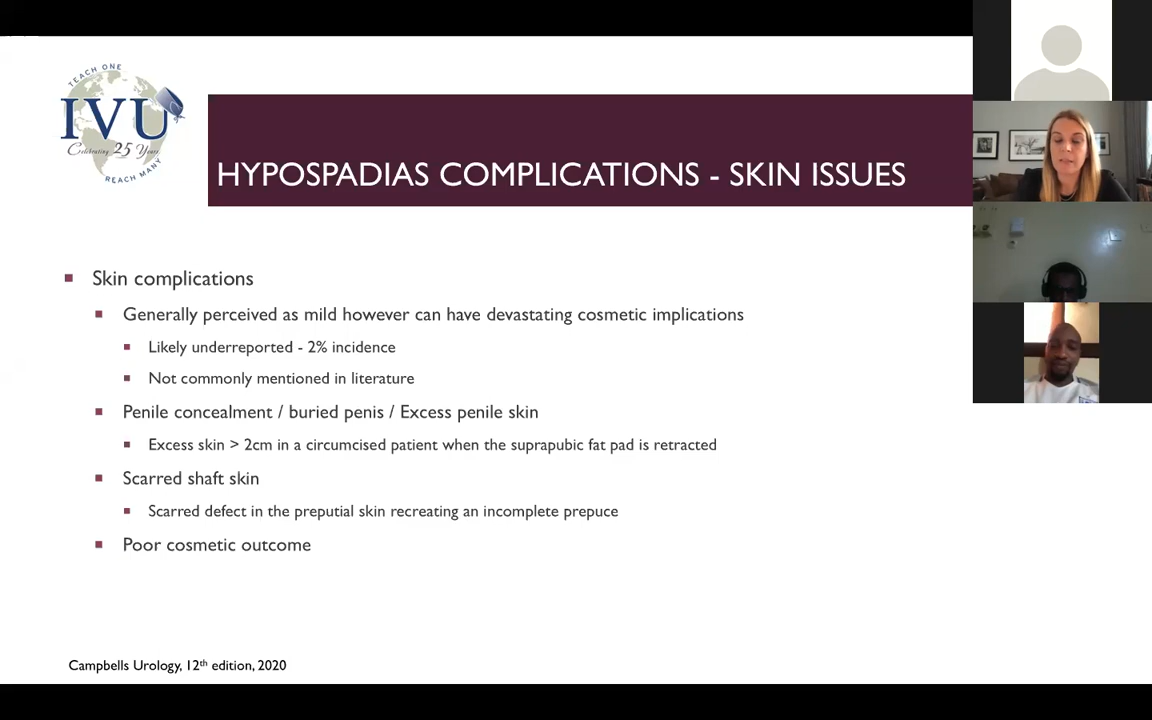 TEACH ONE
IVU
Celebrating 25 Years
REACH MANY
HYPOSPADIAS COMPLICATIONS - SKIN ISSUES
Skin complications
Generally perceived as mild however can have devastating cosmetic implications
Likely underreported - 2% incidence
Not commonly mentioned in literature
Penile concealment / buried penis / Excess penile skin
Excess skin > 2cm in a circumcised patient when the suprapubic fat pad is retracted
Scarred shaft skin
Scarred defect in the preputial skin recreating an incomplete prepuce
Poor cosmetic outcome
Campbells Urology, 12th edition, 2020